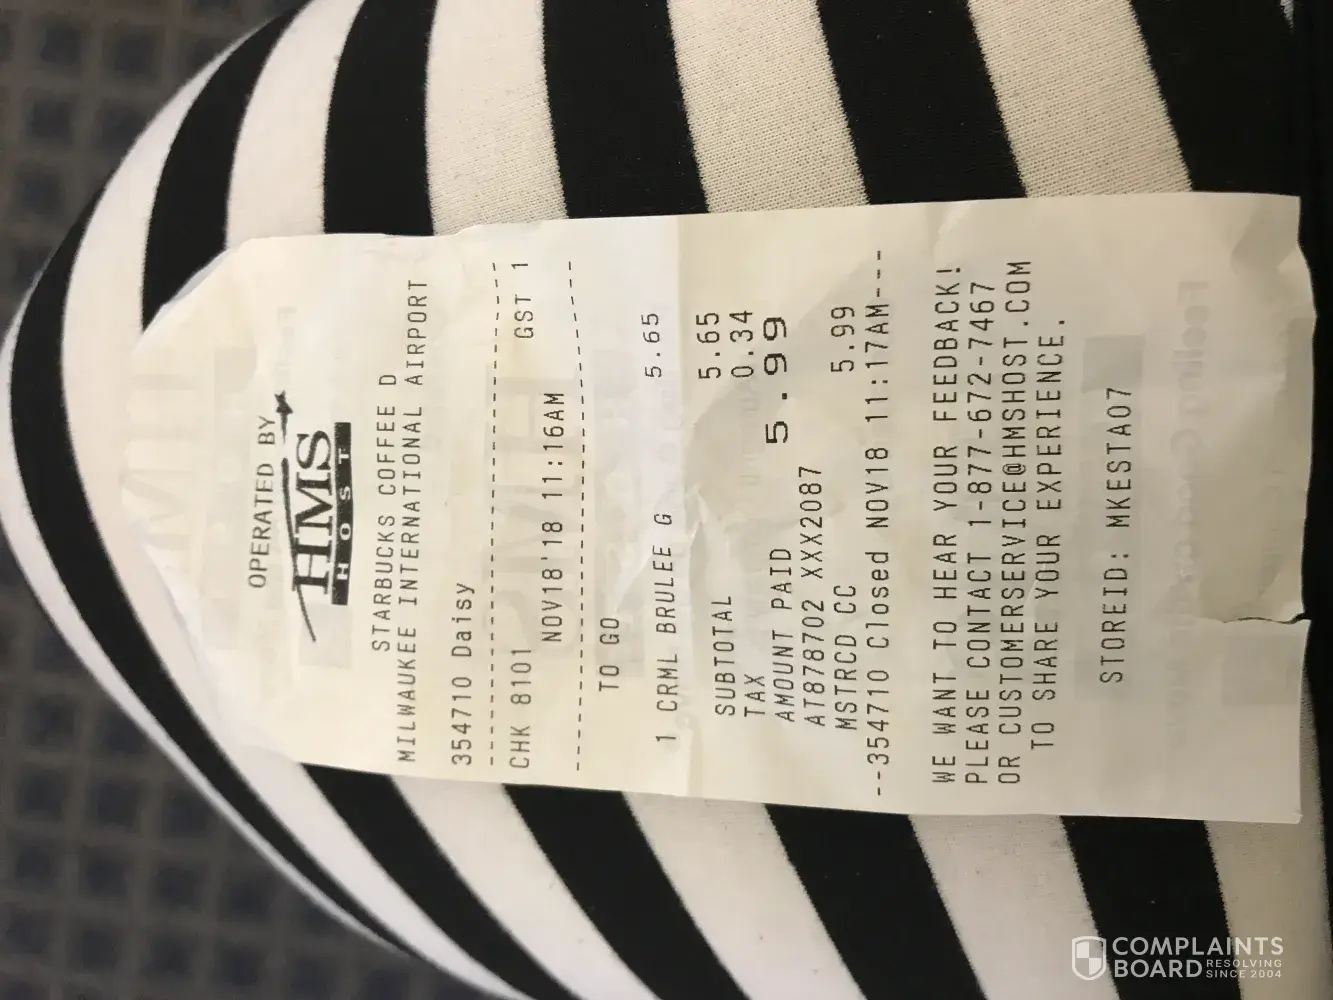 OPERATED BY
HMS
HOST
STARBUCKS COFFEE D
MILWAUKEE INTERNATIONAL AIRPORT
354710 Daisy
--------------------------------
CHK 8101 GST 1
NOV18'18 11:16AM
--------------------------------
TO GO
1 CRML BRULEE G 5.65
SUBTOTAL 5.65
TAX 0.34
AMOUNT PAID 5.99
AT878702 XXX2087
MSTRCD CC 5.99
--354710 Closed NOV18 11:17AM---
WE WANT TO HEAR YOUR FEEDBACK!
PLEASE CONTACT 1-877-672-7467
OR CUSTOMERSERVICE@HMSHOST.COM
TO SHARE YOUR EXPERIENCE.
STOREID: MKESTA07
COMPLAINTS
BOARD RESOLVING
SINCE 2004